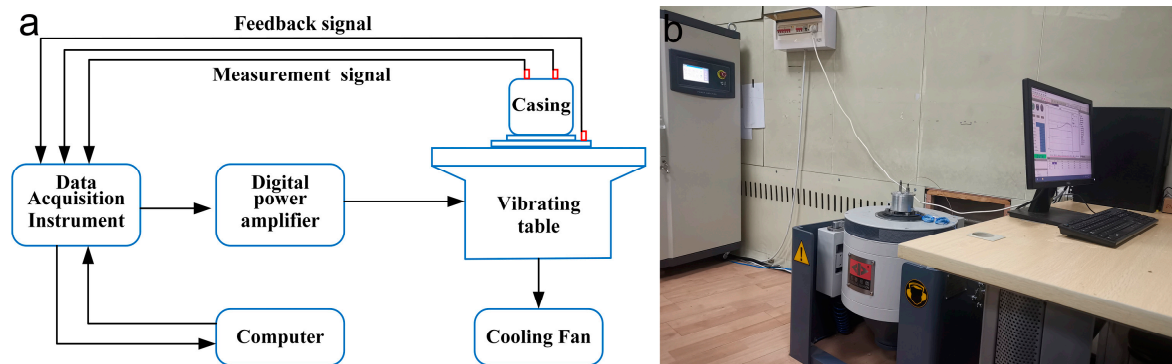 a
Feedback signal
Measurement signal
Casing
Data
Acquisition
Instrument
Digital
power
amplifier
Vibrating
table
Computer
Cooling Fan
b